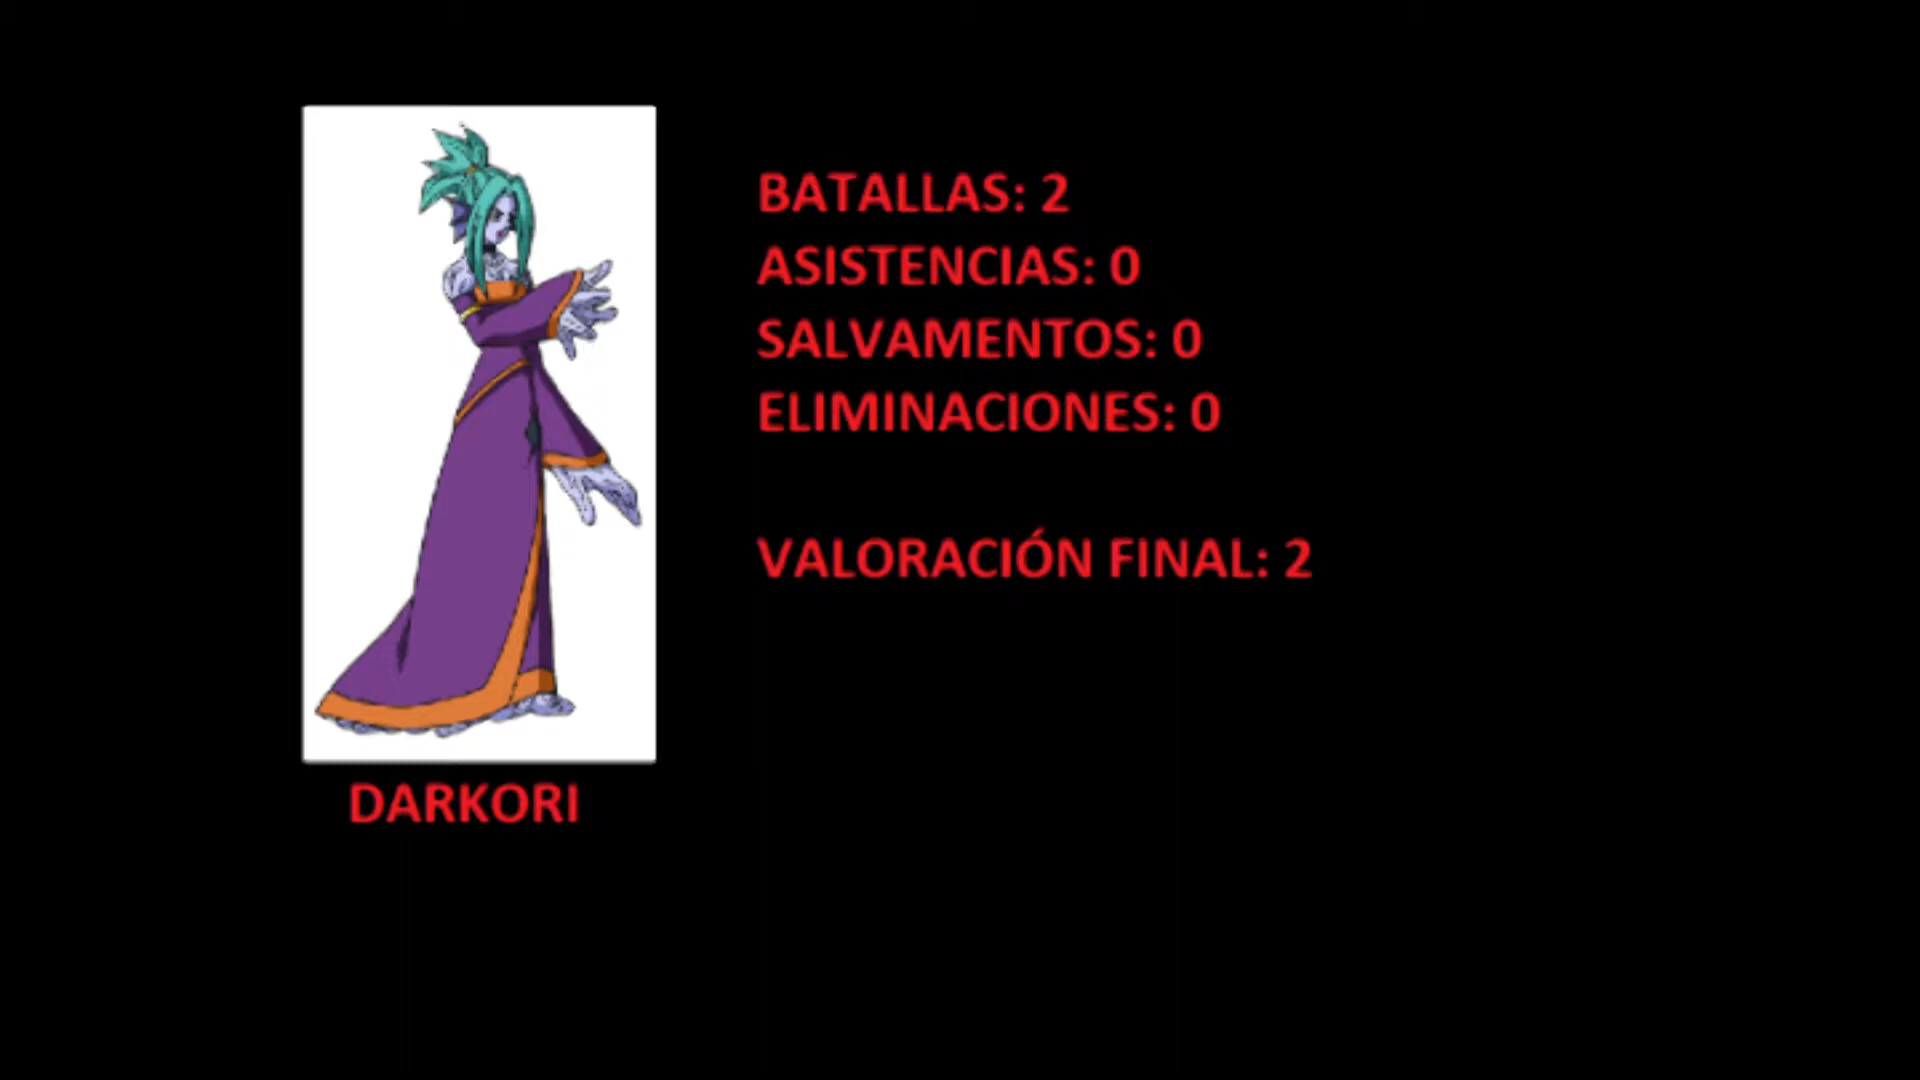 BATALLAS: 2
ASISTENCIAS: 0
SALVAMENTOS: 0
ELIMINACIONES: 0
VALORACIÓN FINAL: 2
DARKORI